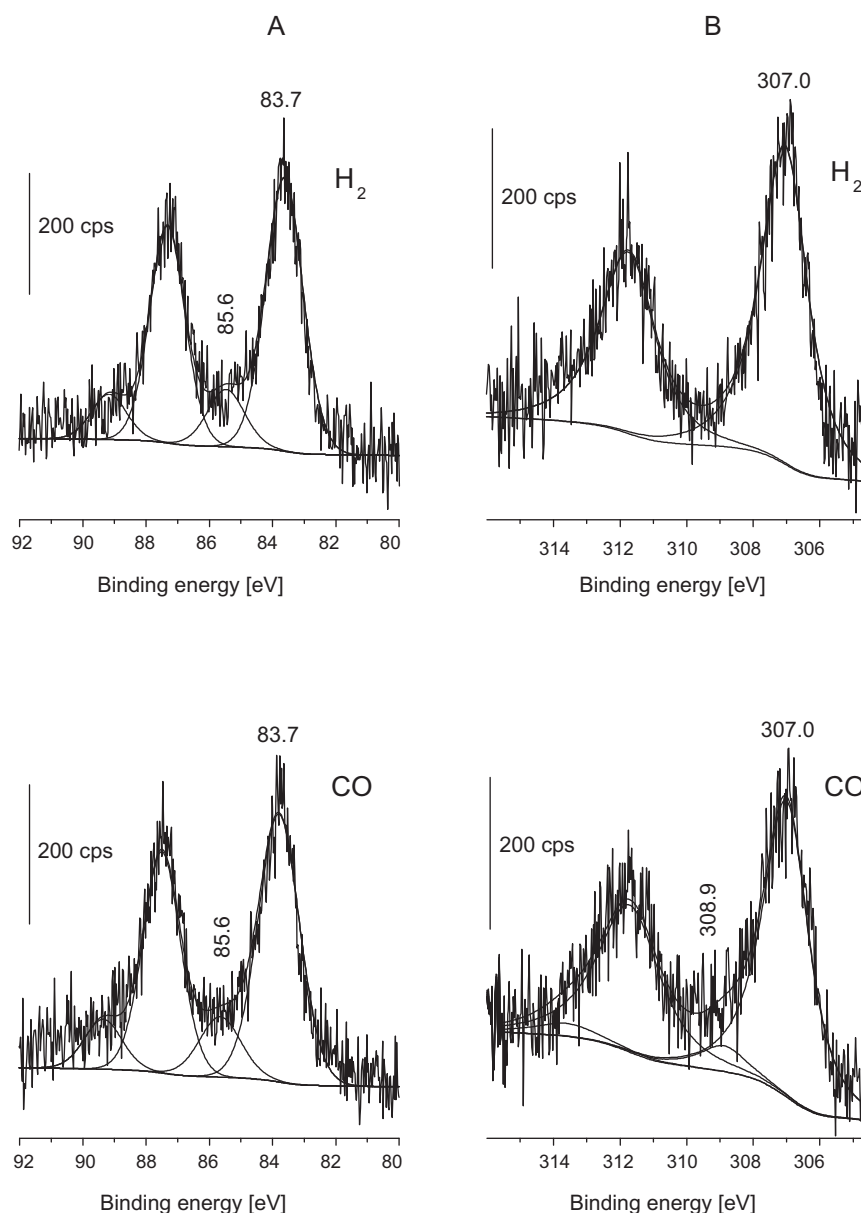 A
B
83.7
307.0
H2
H2
200 cps
200 cps
85.6
92 90 88 86 84 82 80
314 312 310 308 306
Binding energy [eV]
Binding energy [eV]
83.7
307.0
CO
CO
200 cps
200 cps
85.6
308.9
92 90 88 86 84 82 80
314 312 310 308 306
Binding energy [eV]
Binding energy [eV]